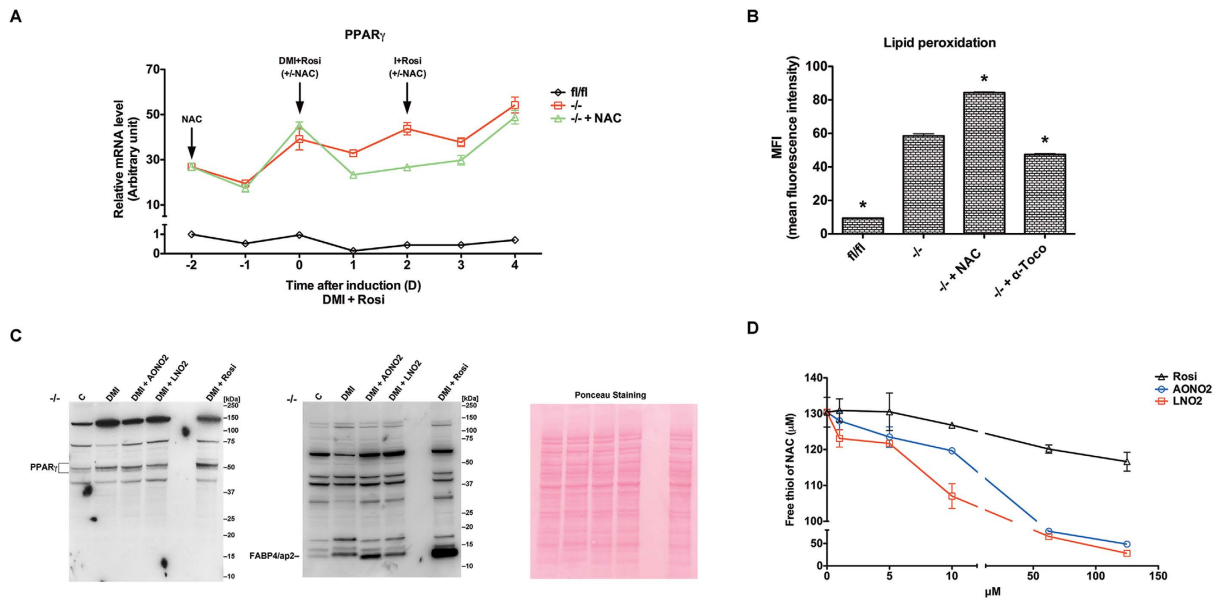 A
PPARγ
DMI+Rosi
(+/-NAC)
I+Rosi
(+/-NAC)
NAC
fl/fl
-/-
-/- + NAC
Relative mRNA level
(Arbitrary unit)
70
50
30
10
1
0
-2
-1
0
1
2
3
4
Time after induction (D)
DMI + Rosi
B
Lipid peroxidation
MFI
(mean fluorescence intensity)
100
80
60
40
20
0
*
*
*
fl/fl
-/-
-/- + NAC
-/- + α-Toco
C
-/-
C
DMI
DMI + AONO2
DMI + LNO2
DMI + Rosi
[kDa]
–250
–150
–100
–75
–50
–37
–25
–20
–15
–10
PPARγ
-/-
C
DMI
DMI + AONO2
DMI + LNO2
DMI + Rosi
[kDa]
–250
–150
–100
–75
–50
–37
–25
–20
–15
–10
FABP4/ap2–
Ponceau Staining
D
Rosi
AONO2
LNO2
Free thiol of NAC (µM)
140
130
120
110
100
50
0
0
5
10
50
100
150
µM